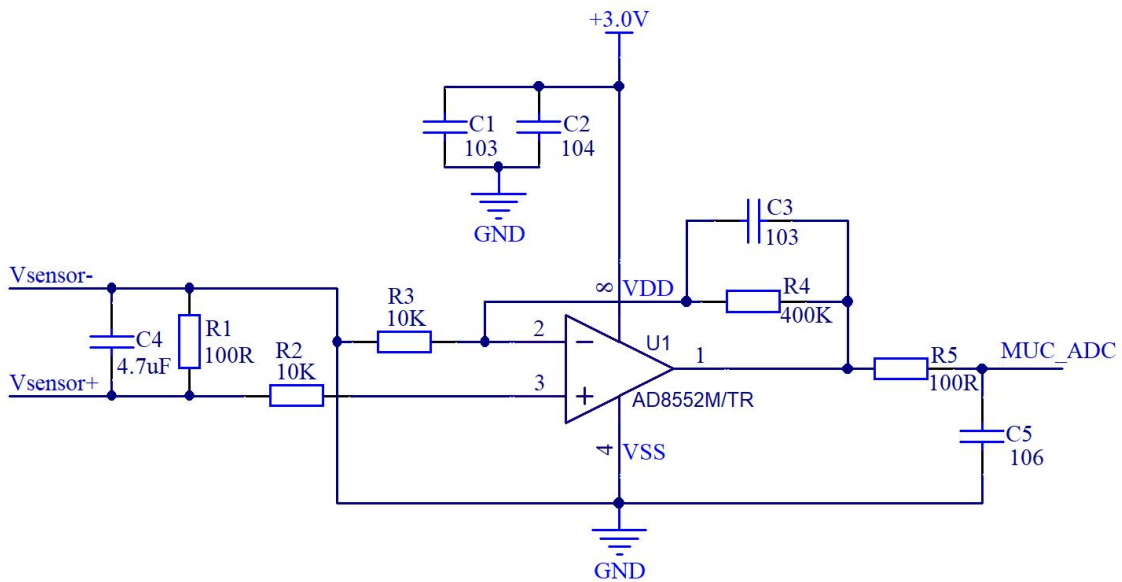 +3.0V
C1
103
C2
104
GND
C3
103
Vsensor-
8
VDD
R4
400K
R3
10K
C4
4.7uF
R1
100R
R2
10K
2
U1
1
R5
100R
MUC_ADC
Vsensor+
3
AD8552M/TR
4
VSS
C5
106
GND